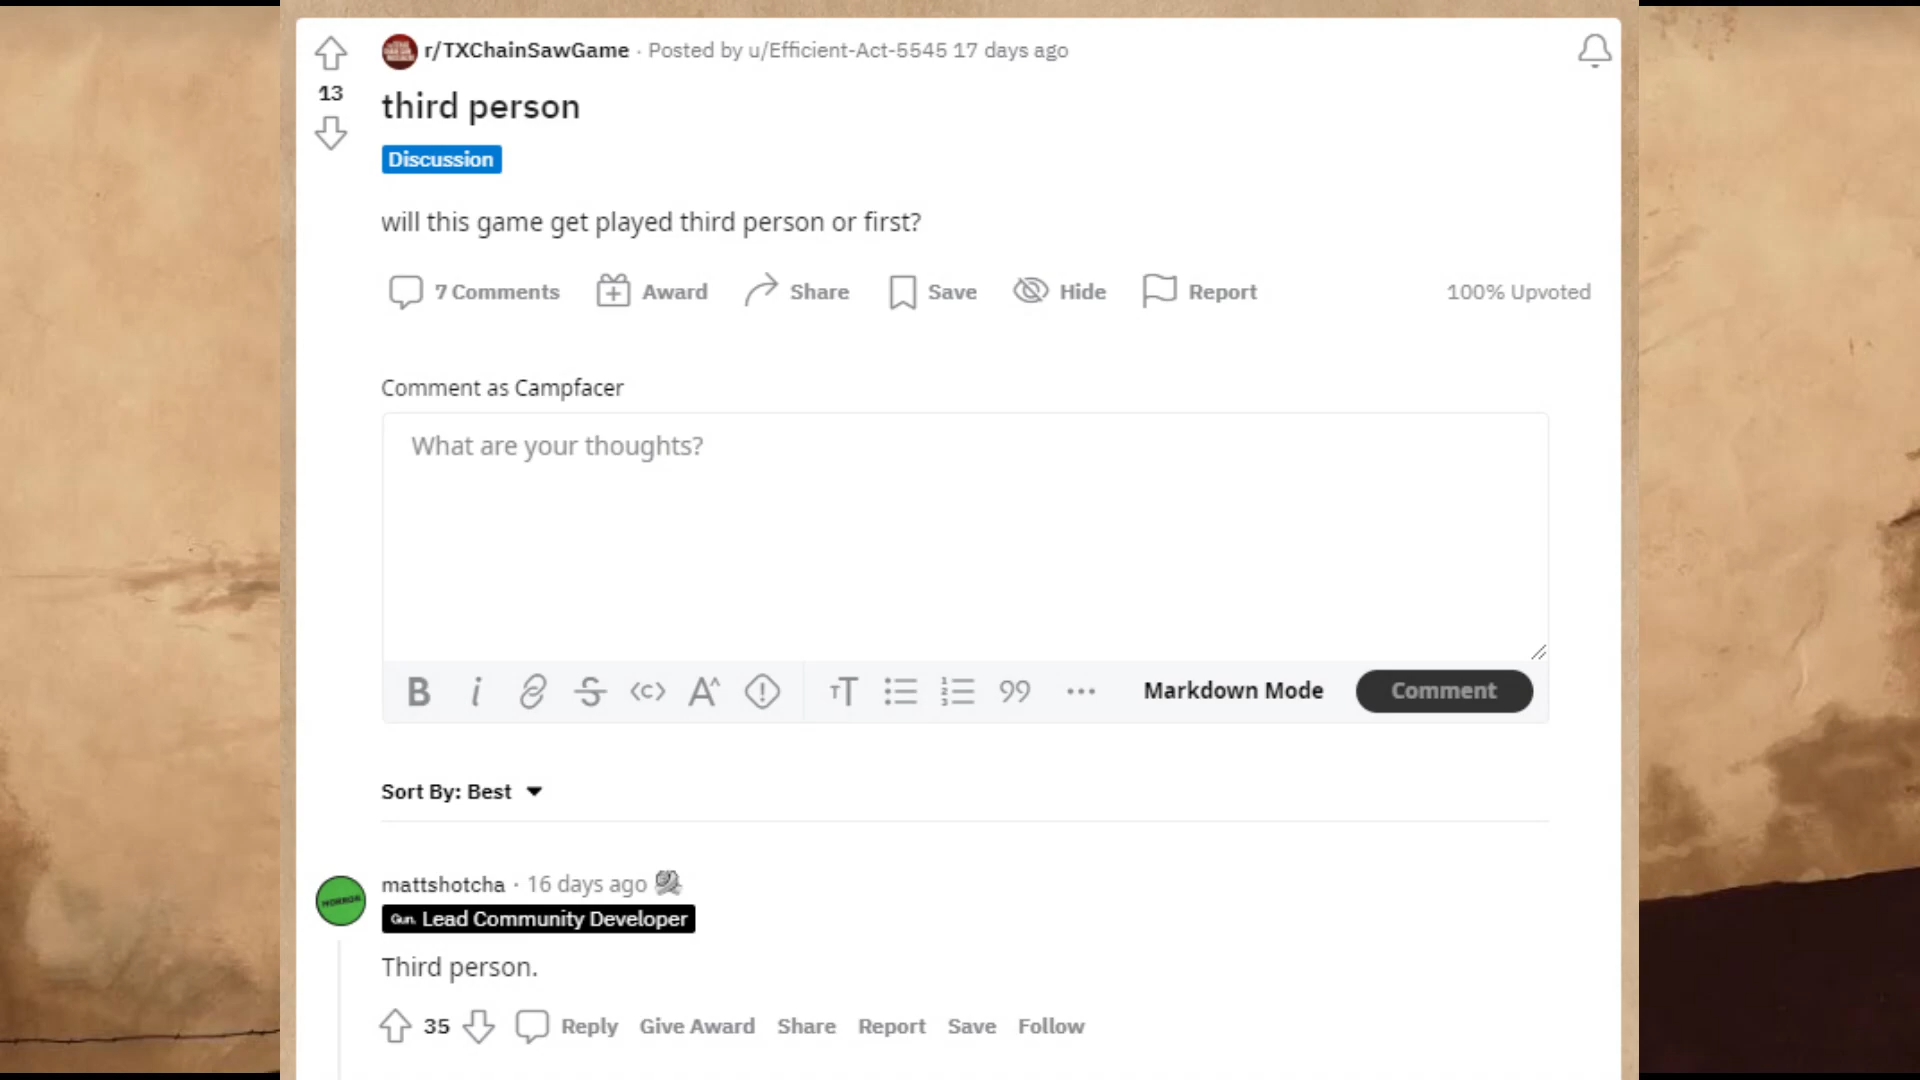 r/TXChainSawGame · Posted by u/Efficient-Act-5545 17 days ago
13
third person
Discussion
will this game get played third person or first?
7 Comments Award Share Save Hide Report 100% Upvoted
Comment as Campfacer
What are your thoughts?
Markdown Mode Comment
Sort By: Best
mattshotcha · 16 days ago
Gun. Lead Community Developer
Third person.
35 Reply Give Award Share Report Save Follow